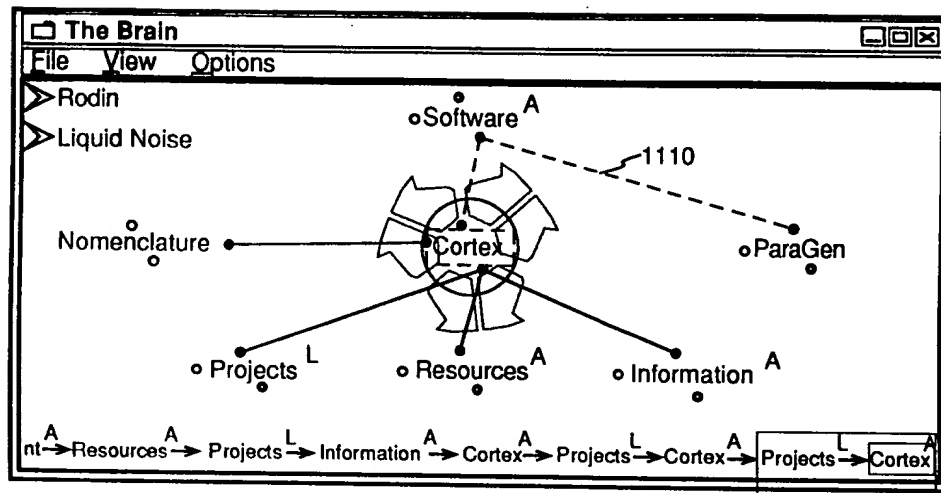 The Brain
File View Options
Rodin
Software A
Liquid Noise
1110
Nomenclature
Cortex
ParaGen
Projects L
Resources A
Information A
nt A Resources A Projects L Information A Cortex A Projects L Cortex A Projects L Cortex A